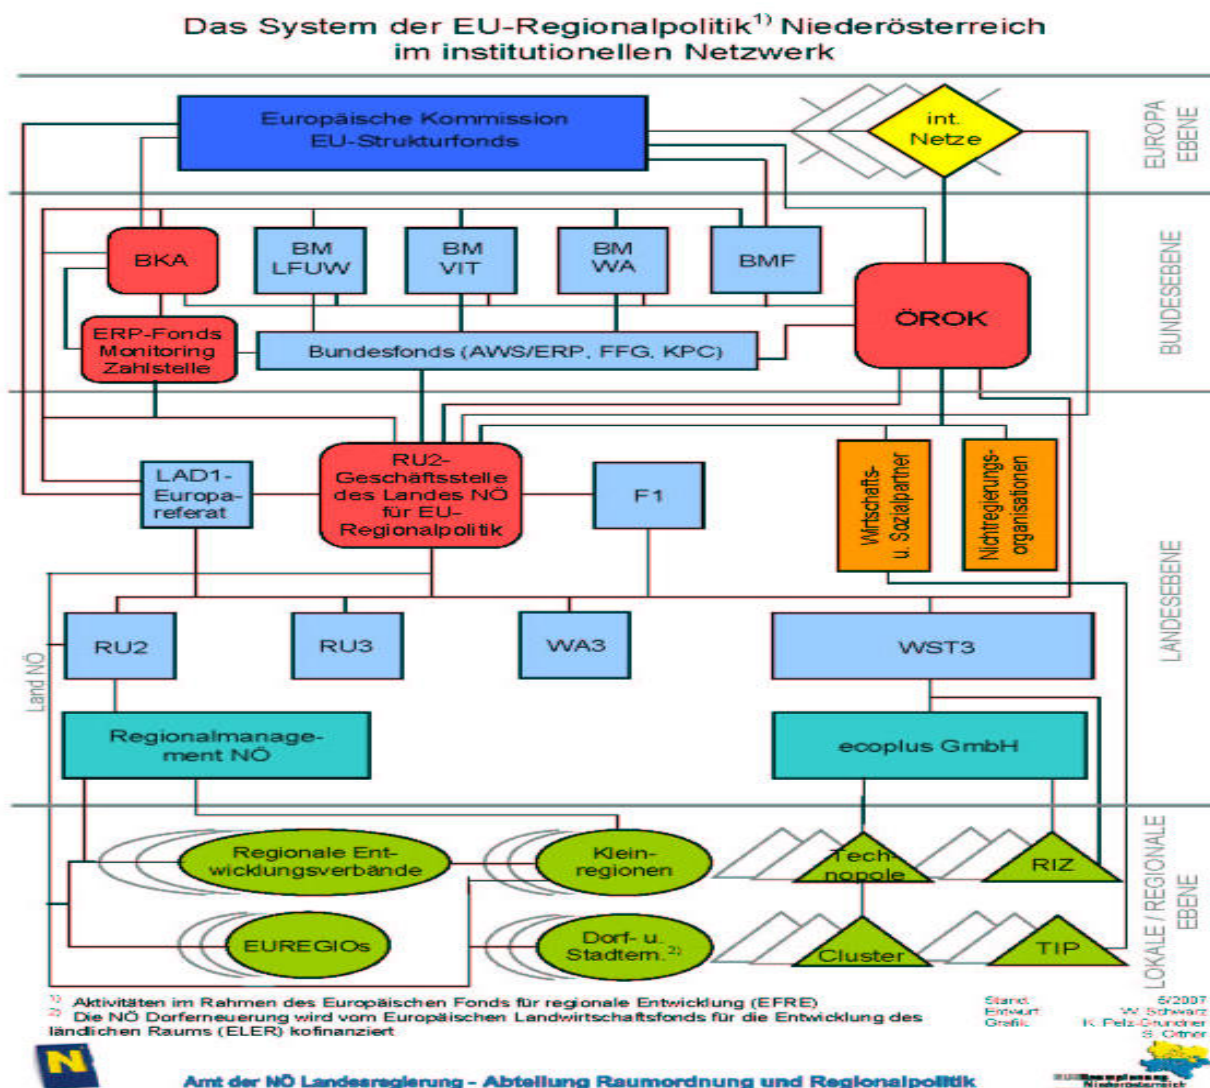 Das System der EU-Regionalpolitik¹⁾ Niederösterreich
im institutionellen Netzwerk
Europäische Kommission
EU-Strukturfonds
int.
Netze
EUROPA
EBENE
BKA
BM
LFUW
BM
VIT
BM
WA
BMF
ÖROK
BUNDESEBENE
ERP-Fonds
Monitoring
Zahlstelle
Bundesfonds (AWS/ERP, FFG, KPC)
LAD1-
Europa-
referat
RU2-
Geschäftsstelle
des Landes NÖ
für EU-
Regionalpolitik
F1
Wirtschafts-
u. Sozialpartner
Nichtregierungs-
organisationen
LANDESEBENE
Land NÖ
RU2
RU3
WA3
WST3
Regionalmanage-
ment NÖ
ecoplus GmbH
Regionale Ent-
wicklungsverbände
Klein-
regionen
Tech-
nopole
RIZ
LOKALE / REGIONALE
EBENE
EUREGIOs
Dorf- u.
Stadtern.²⁾
Cluster
TIP
¹⁾ Aktivitäten im Rahmen des Europäischen Fonds für regionale Entwicklung (EFRE)
²⁾ Die NÖ Dorferneuerung wird vom Europäischen Landwirtschaftsfonds für die Entwicklung des
ländlichen Raums (ELER) kofinanziert
Stand: 5/2007
Entwurf: W. Schwarz
Grafik: K. Pelz-Grundner
S. Ortner
N
Amt der NÖ Landesregierung - Abteilung Raumordnung und Regionalpolitik